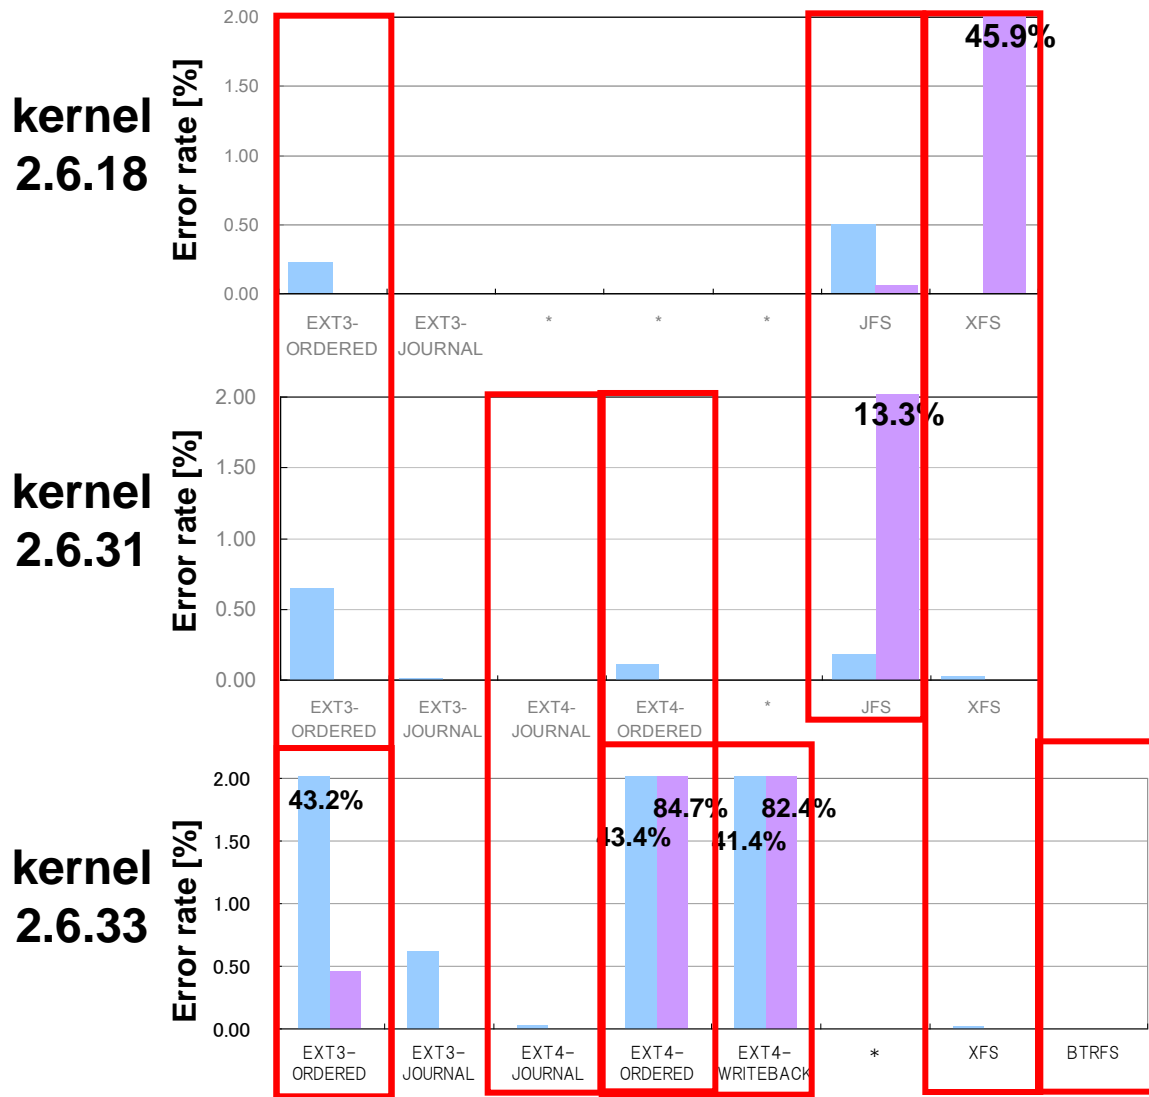 kernel
2.6.18
Error rate [%]
2.00
1.50
1.00
0.50
0.00
45.9%
EXT3-
ORDERED
EXT3-
JOURNAL
*
*
*
JFS
XFS
kernel
2.6.31
Error rate [%]
2.00
1.50
1.00
0.50
0.00
13.3%
EXT3-
ORDERED
EXT3-
JOURNAL
EXT4-
JOURNAL
EXT4-
ORDERED
*
JFS
XFS
kernel
2.6.33
Error rate [%]
2.00
1.50
1.00
0.50
0.00
43.2%
43.4%
84.7%
41.4%
82.4%
EXT3-
ORDERED
EXT3-
JOURNAL
EXT4-
JOURNAL
EXT4-
ORDERED
EXT4-
WRITEBACK
*
XFS
BTRFS